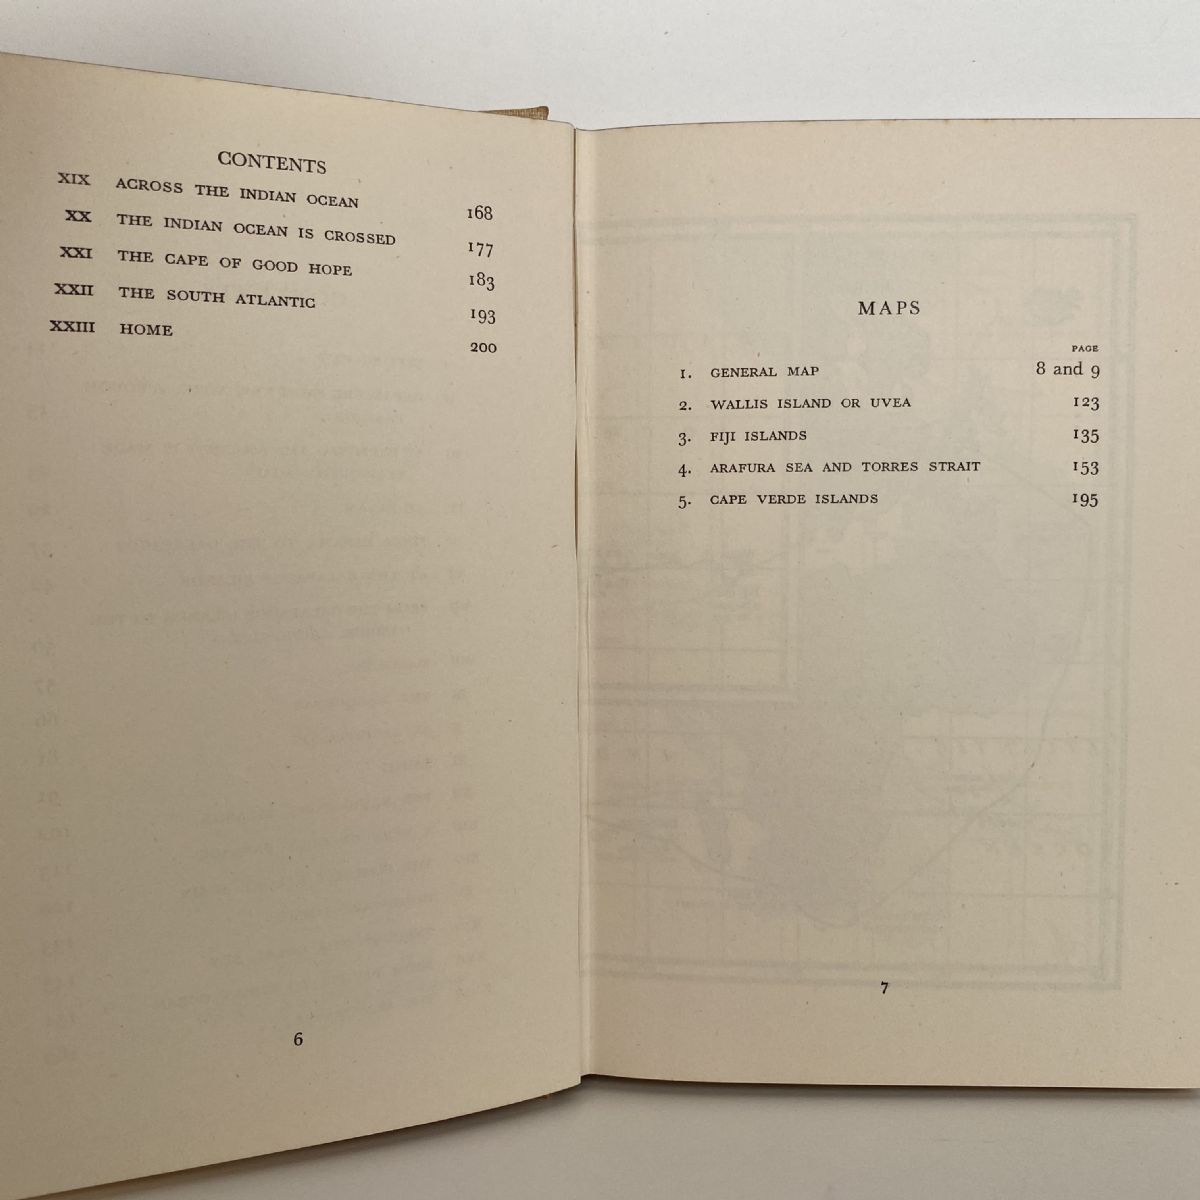 CONTENTS
XIX ACROSS THE INDIAN OCEAN 168
XX THE INDIAN OCEAN IS CROSSED 177
XXI THE CAPE OF GOOD HOPE 183
XXII THE SOUTH ATLANTIC 193
XXIII HOME 200
6
MAPS
PAGE
1. GENERAL MAP 8 and 9
2. WALLIS ISLAND OR UVEA 123
3. FIJI ISLANDS 135
4. ARAFURA SEA AND TORRES STRAIT 153
5. CAPE VERDE ISLANDS 195
7